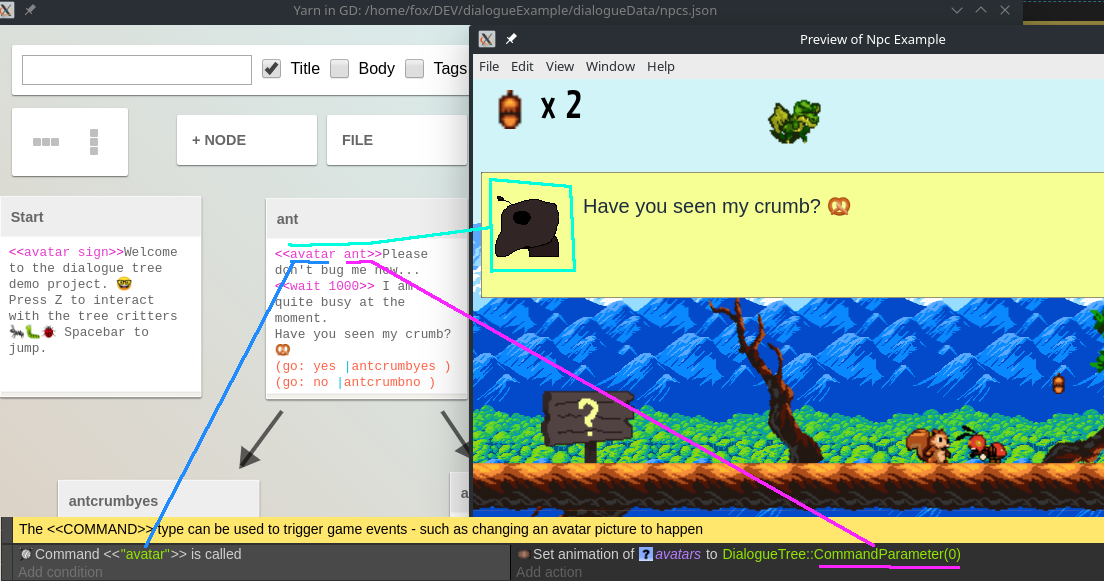 Yarn in GD: /home/fox/DEV/dialogueExample/dialogueData/npcs.json
Title
Body
Tags
+ NODE
FILE
Start
<<avatar sign>>Welcome
to the dialogue tree
demo project. 🤓
Press Z to interact
with the tree critters
🐜🐛🐞 Spacebar to
jump.
ant
<<avatar ant>>Please
don't bug me now...
<<wait 1000>> I am
quite busy at the
moment.
Have you seen my crumb?
🥨
(go: yes |antcrumbyes )
(go: no |antcrumbno )
antcrumbyes
a
Preview of Npc Example
File Edit View Window Help
x 2
Have you seen my crumb? 🥨
?
The <<COMMAND>> type can be used to trigger game events - such as changing an avatar picture to happen
Command <<"avatar">> is called
Add condition
Set animation of ? avatars to DialogueTree::CommandParameter(0)
Add action